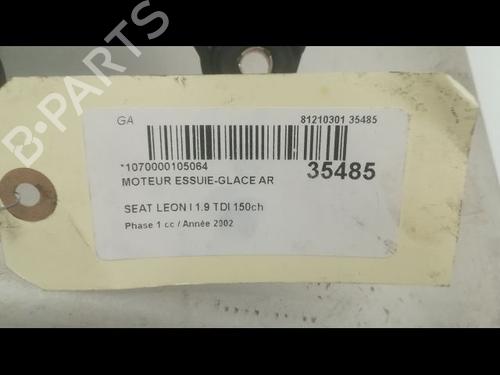 B-PARTS
GA
81210301 35485
*1070000105064
35485
MOTEUR ESSUIE-GLACE AR
SEAT LEON I 1.9 TDI 150ch
Phase 1 cc / Année 2002